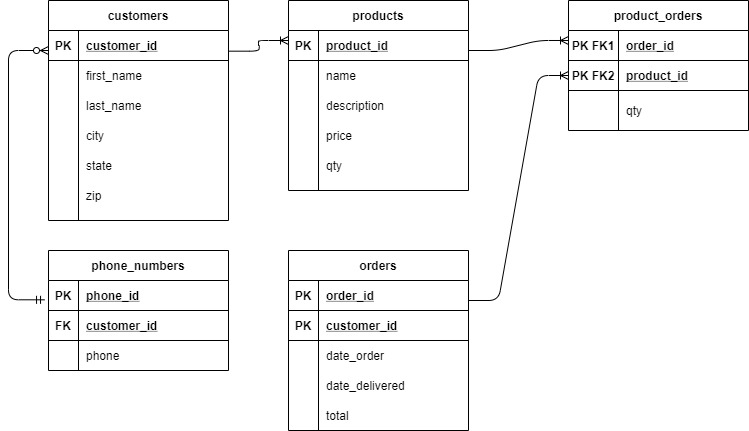 customers
PK customer_id
first_name
last_name
city
state
zip
products
PK product_id
name
description
price
qty
product_orders
PK FK1 order_id
PK FK2 product_id
qty
phone_numbers
PK phone_id
FK customer_id
phone
orders
PK order_id
PK customer_id
date_order
date_delivered
total